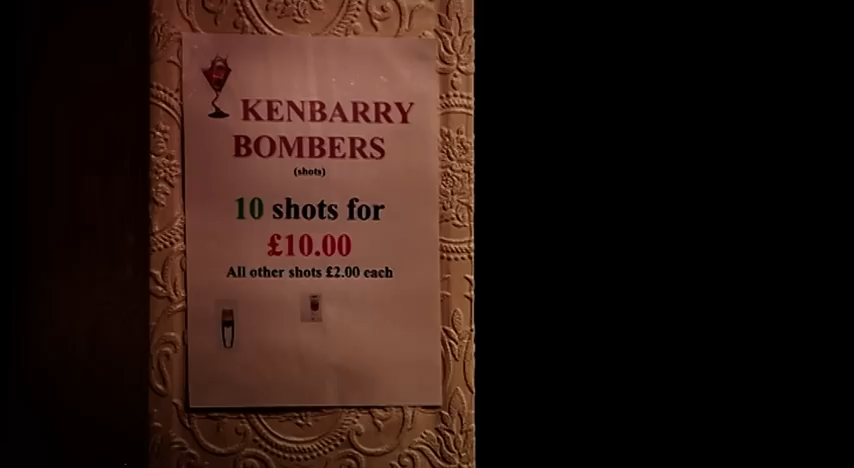 KENBARRY
BOMBERS
(shots)
10 shots for
£10.00
All other shots £2.00 each